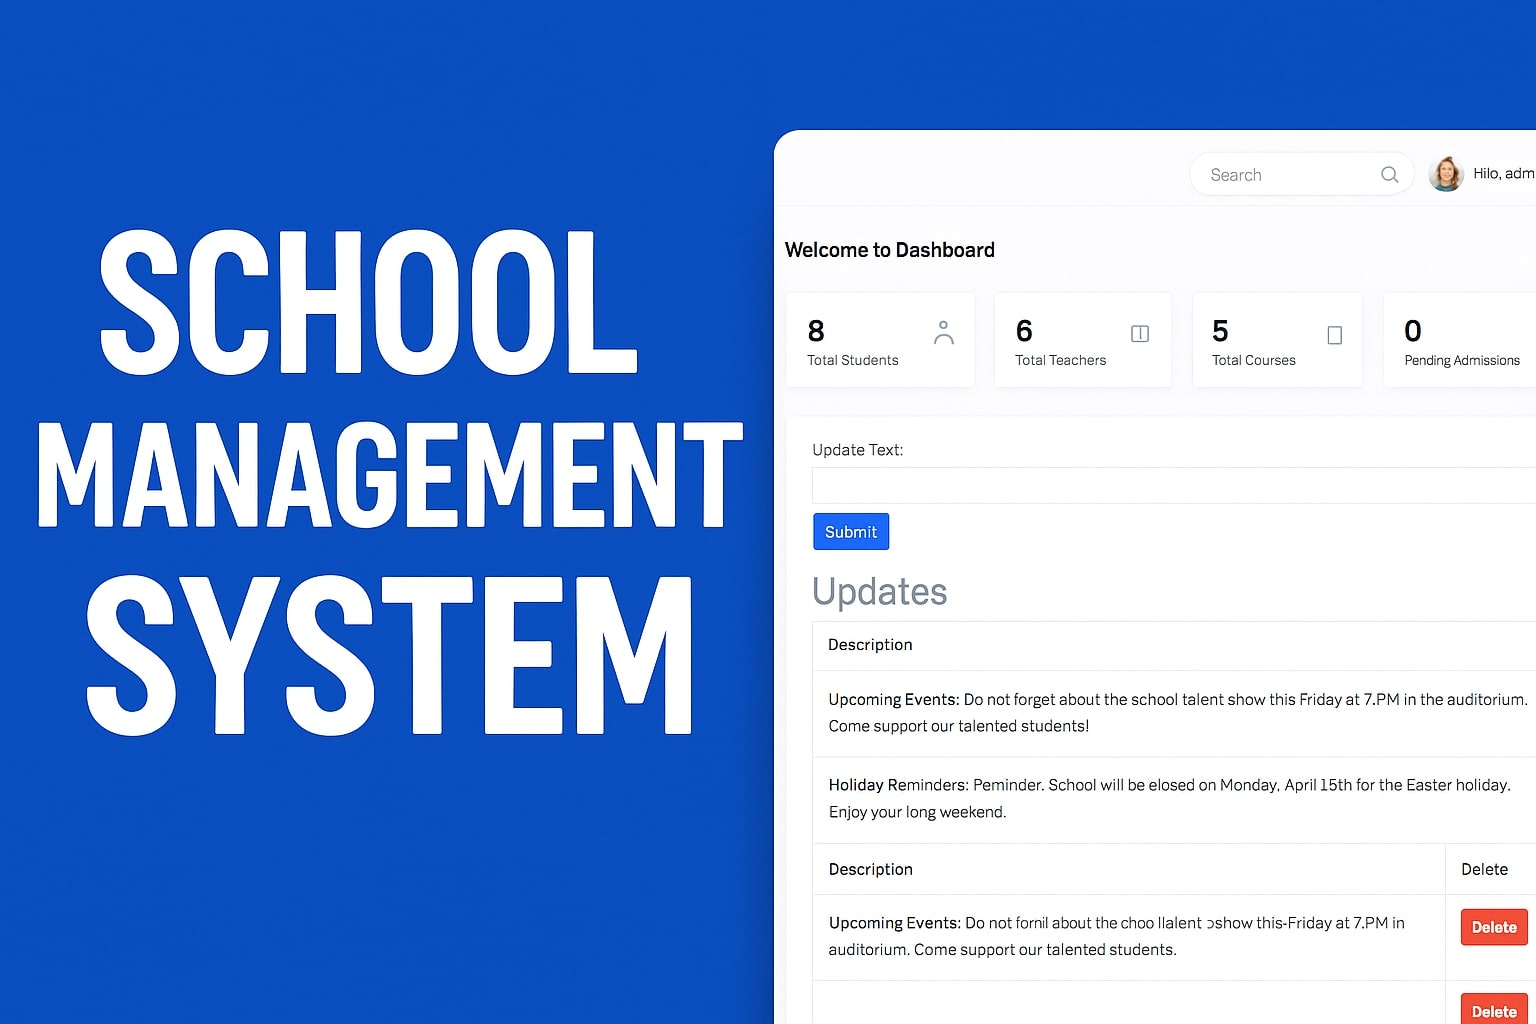 SCHOOL
MANAGEMENT
SYSTEM
Search
Hilo, adm
Welcome to Dashboard
8
Total Students
6
Total Teachers
5
Total Courses
0
Pending Admissions
Update Text:
Submit
Updates
Description
Upcoming Events: Do not forget about the school talent show this Friday at 7.PM in the auditorium.
Come support our talented students!
Holiday Reminders: Peminder. School will be elosed on Monday, April 15th for the Easter holiday.
Enjoy your long weekend.
Description
Delete
Upcoming Events: Do not fornil about the choo llalent ɔshow this-Friday at 7.PM in
auditorium. Come support our talented students.
Delete
Delete